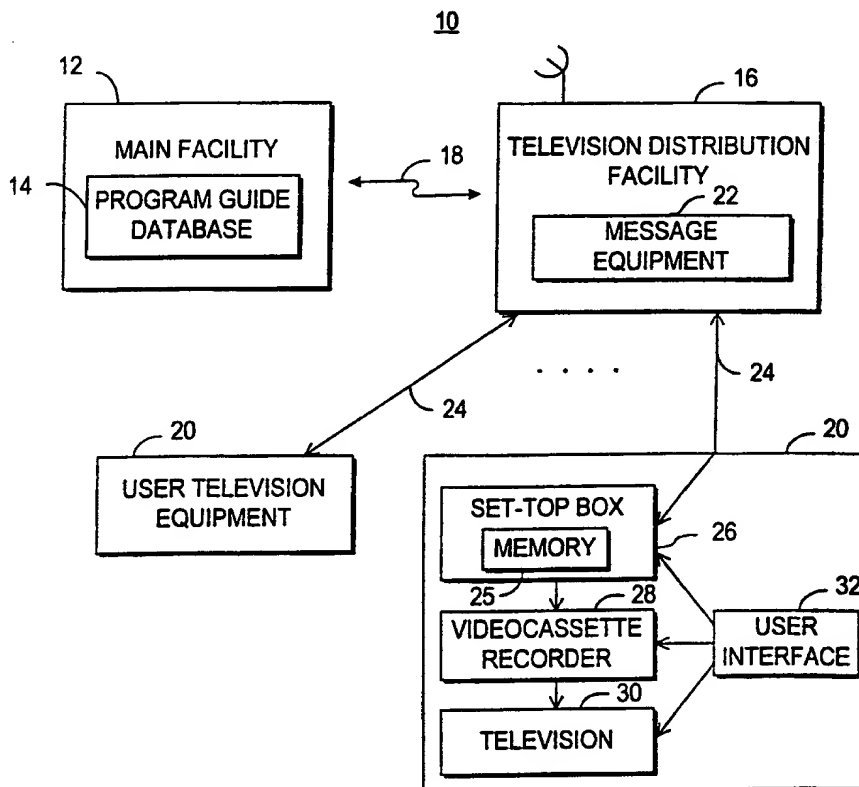 10
12
MAIN FACILITY
14
PROGRAM GUIDE
DATABASE
18
16
TELEVISION DISTRIBUTION
FACILITY
22
MESSAGE
EQUIPMENT
24
. . . .
24
20
USER TELEVISION
EQUIPMENT
20
SET-TOP BOX
MEMORY
25
26
28
VIDEOCASSETTE
RECORDER
32
USER
INTERFACE
30
TELEVISION